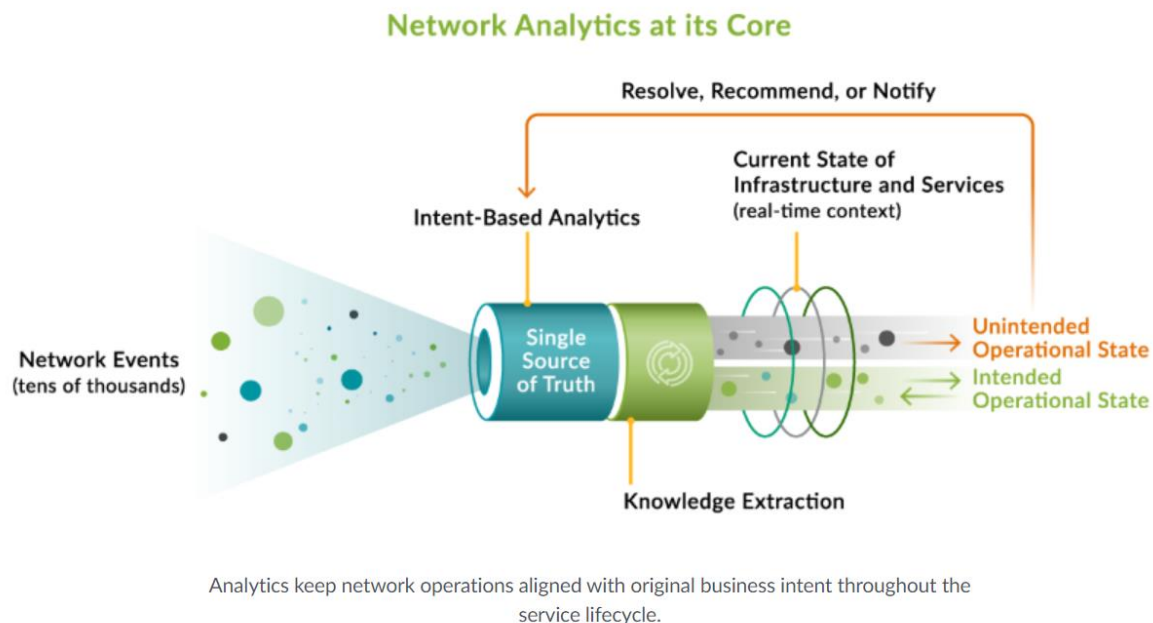 Network Analytics at its Core
Resolve, Recommend, or Notify
Current State of
Infrastructure and Services
(real-time context)
Intent-Based Analytics
Network Events
(tens of thousands)
Single
Source
of Truth
Unintended
Operational State
Intended
Operational State
Knowledge Extraction
Analytics keep network operations aligned with original business intent throughout the
service lifecycle.